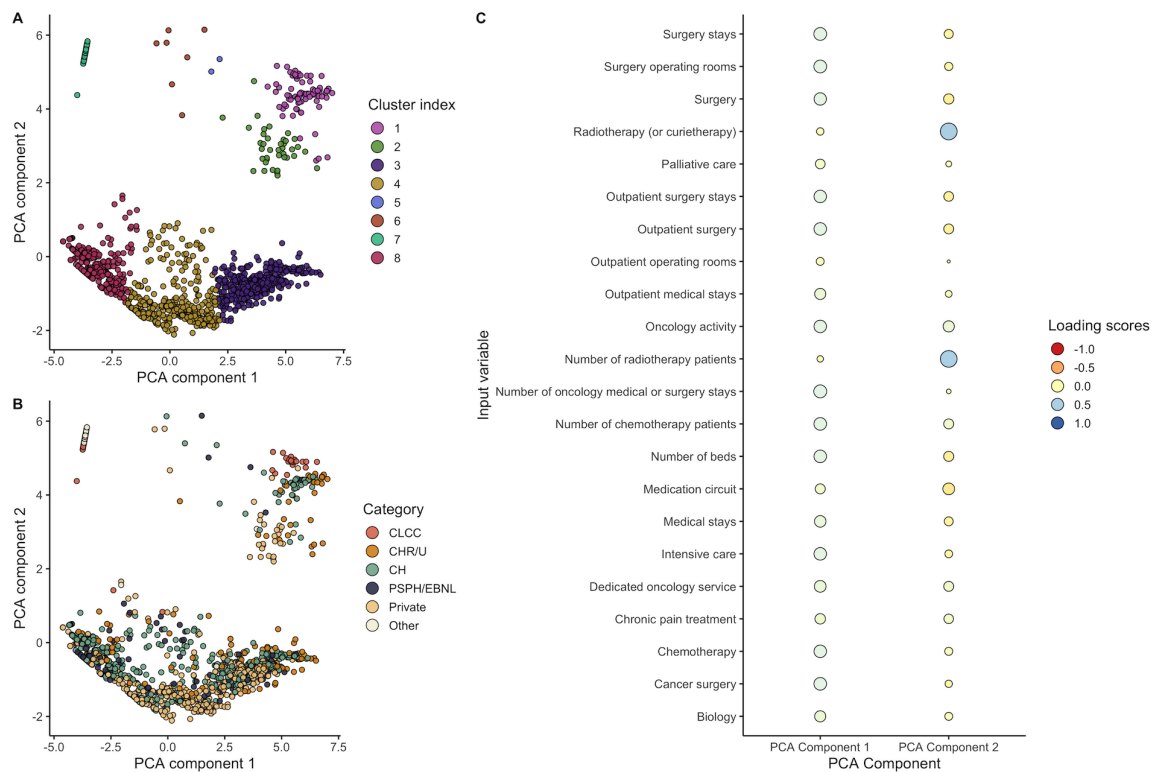 A
PCA component 2
6
4
2
0
-2
-5.0
-2.5
0.0
2.5
5.0
7.5
PCA component 1
Cluster index
1
2
3
4
5
6
7
8
B
PCA component 2
6
4
2
0
-2
-5.0
-2.5
0.0
2.5
5.0
7.5
PCA component 1
Category
CLCC
CHR/U
CH
PSPH/EBNL
Private
Other
C
Input variable
Surgery stays
Surgery operating rooms
Surgery
Radiotherapy (or curietherapy)
Palliative care
Outpatient surgery stays
Outpatient surgery
Outpatient operating rooms
Outpatient medical stays
Oncology activity
Number of radiotherapy patients
Number of oncology medical or surgery stays
Number of chemotherapy patients
Number of beds
Medication circuit
Medical stays
Intensive care
Dedicated oncology service
Chronic pain treatment
Chemotherapy
Cancer surgery
Biology
PCA Component 1
PCA Component 2
PCA Component
Loading scores
-1.0
-0.5
0.0
0.5
1.0